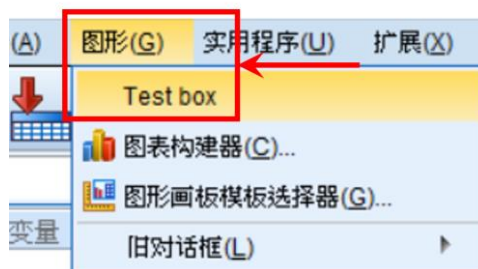 (A) 图形(G) 实用程序(U) 扩展(X)
Test box
图表构建器(C)...
图形画板模板选择器(G)...
变量
旧对话框(L)